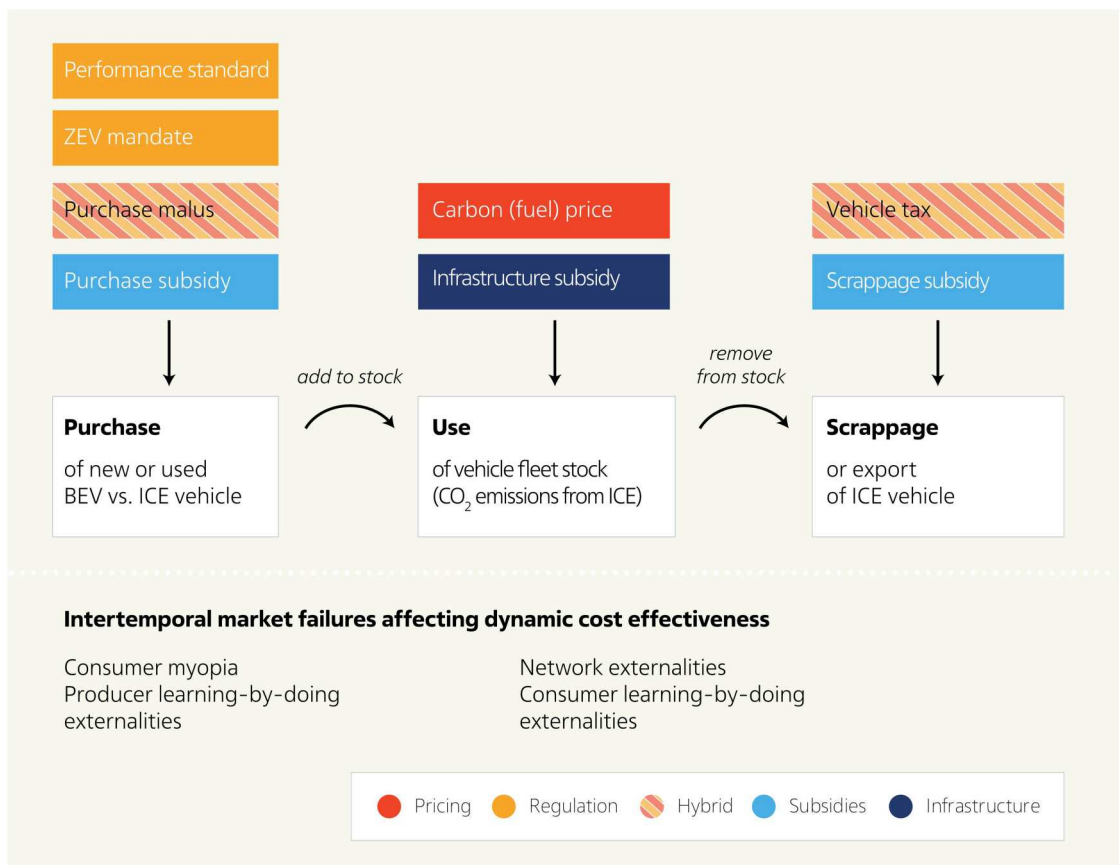 Performance standard
ZEV mandate
Purchase malus
Purchase subsidy
Carbon (fuel) price
Infrastructure subsidy
Vehicle tax
Scrappage subsidy
add to stock
remove
from stock
Purchase
of new or used
BEV vs. ICE vehicle
Use
of vehicle fleet stock
(CO₂ emissions from ICE)
Scrappage
or export
of ICE vehicle
Intertemporal market failures affecting dynamic cost effectiveness
Consumer myopia
Producer learning-by-doing
externalities
Network externalities
Consumer learning-by-doing
externalities
Pricing
Regulation
Hybrid
Subsidies
Infrastructure